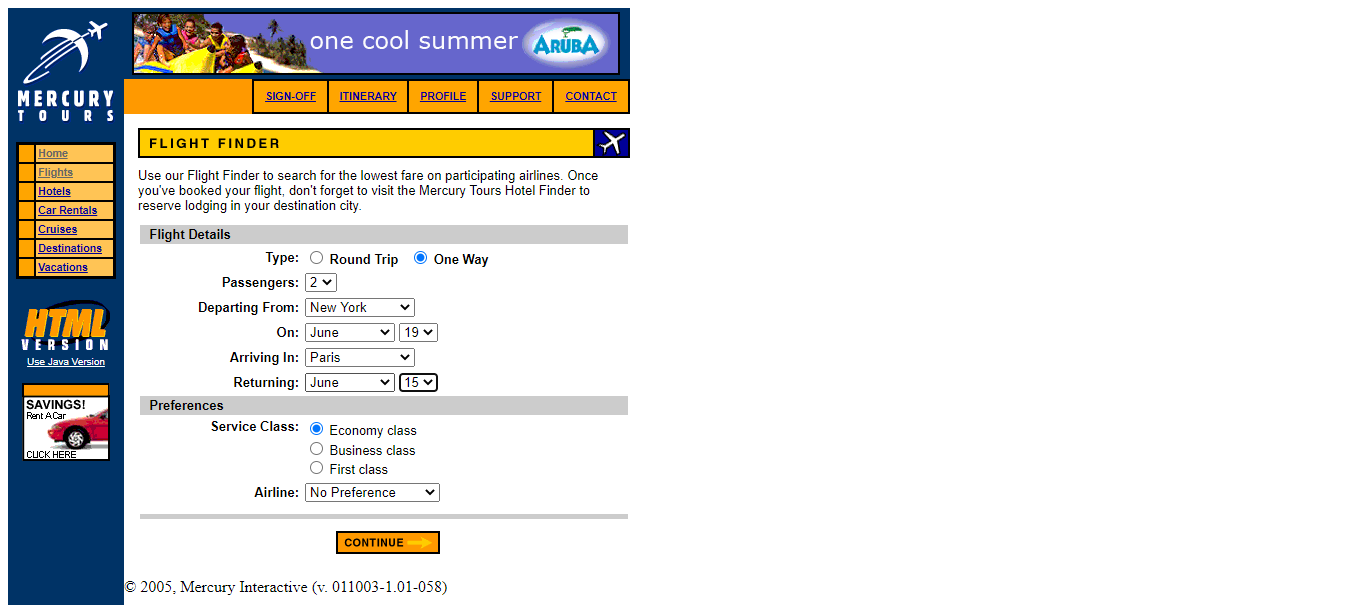 MERCURY
TOURS
one cool summer ARUBA
SIGN-OFF ITINERARY PROFILE SUPPORT CONTACT
Home
Flights
Hotels
Car Rentals
Cruises
Destinations
Vacations
HTML
VERSION
Use Java Version
SAVINGS!
Rent A Car
CLICK HERE
FLIGHT FINDER
Use our Flight Finder to search for the lowest fare on participating airlines. Once
you've booked your flight, don't forget to visit the Mercury Tours Hotel Finder to
reserve lodging in your destination city.
Flight Details
Type: Round Trip One Way
Passengers: 2
Departing From: New York
On: June 19
Arriving In: Paris
Returning: June 15
Preferences
Service Class: Economy class
Business class
First class
Airline: No Preference
CONTINUE
© 2005, Mercury Interactive (v. 011003-1.01-058)